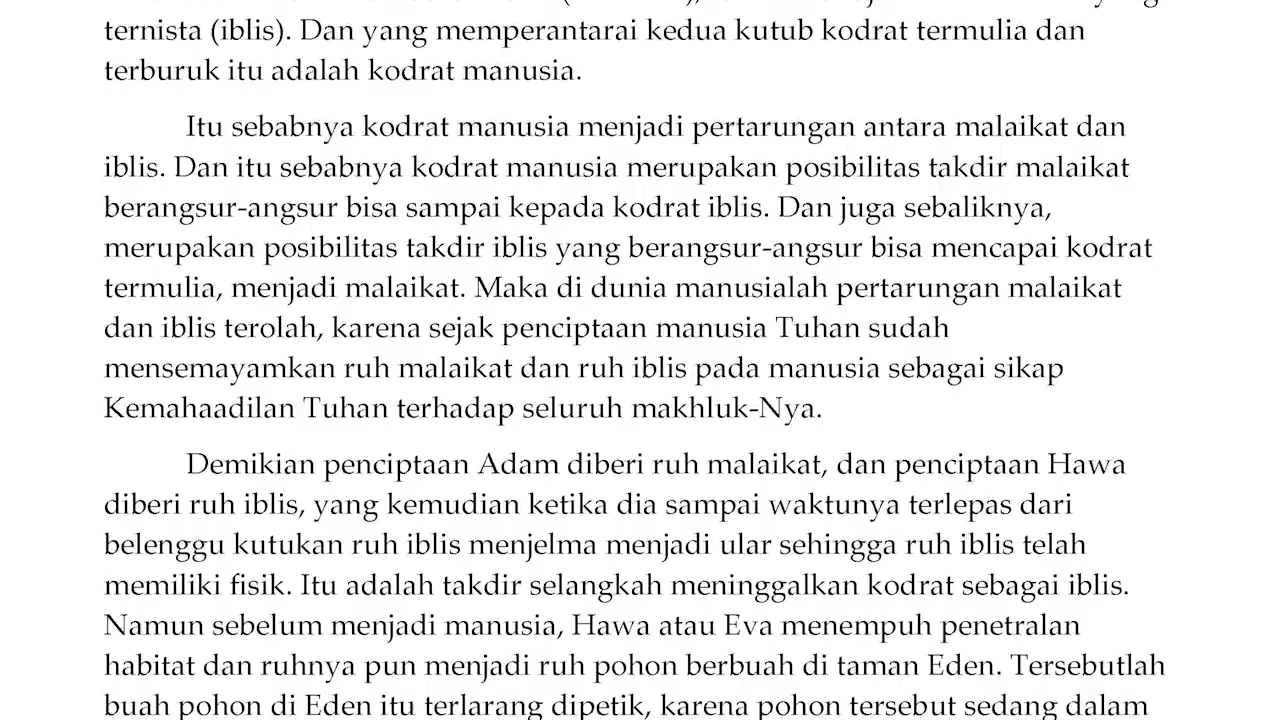 ternista (iblis). Dan yang memperantarai kedua kutub kodrat termulia dan
terburuk itu adalah kodrat manusia.
Itu sebabnya kodrat manusia menjadi pertarungan antara malaikat dan
iblis. Dan itu sebabnya kodrat manusia merupakan posibilitas takdir malaikat
berangsur-angsur bisa sampai kepada kodrat iblis. Dan juga sebaliknya,
merupakan posibilitas takdir iblis yang berangsur-angsur bisa mencapai kodrat
termulia, menjadi malaikat. Maka di dunia manusialah pertarungan malaikat
dan iblis terolah, karena sejak penciptaan manusia Tuhan sudah
mensemayamkan ruh malaikat dan ruh iblis pada manusia sebagai sikap
Kemahaadilan Tuhan terhadap seluruh makhluk-Nya.
Demikian penciptaan Adam diberi ruh malaikat, dan penciptaan Hawa
diberi ruh iblis, yang kemudian ketika dia sampai waktunya terlepas dari
belenggu kutukan ruh iblis menjelma menjadi ular sehingga ruh iblis telah
memiliki fisik. Itu adalah takdir selangkah meninggalkan kodrat sebagai iblis.
Namun sebelum menjadi manusia, Hawa atau Eva menempuh penetralan
habitat dan ruhnya pun menjadi ruh pohon berbuah di taman Eden. Tersebutlah
buah pohon di Eden itu terlarang dipetik, karena pohon tersebut sedang dalam